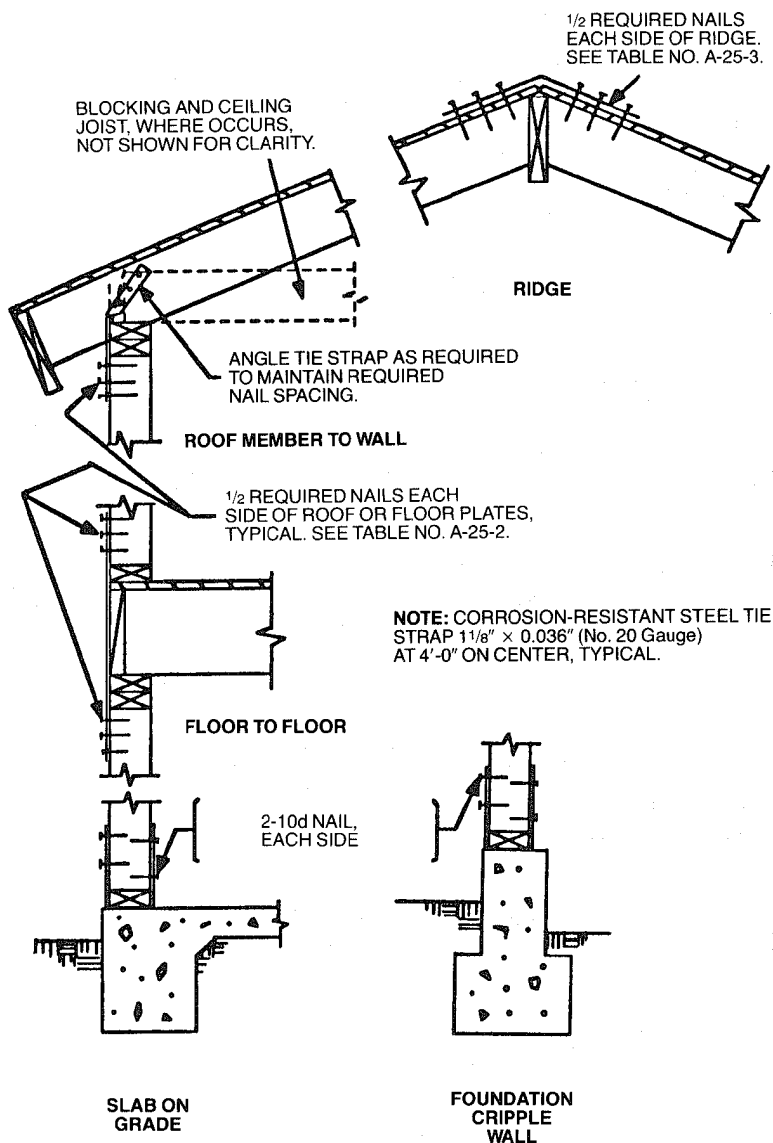 1/2 REQUIRED NAILS
EACH SIDE OF RIDGE.
SEE TABLE NO. A-25-3.
BLOCKING AND CEILING
JOIST, WHERE OCCURS,
NOT SHOWN FOR CLARITY.
RIDGE
ANGLE TIE STRAP AS REQUIRED
TO MAINTAIN REQUIRED
NAIL SPACING.
ROOF MEMBER TO WALL
1/2 REQUIRED NAILS EACH
SIDE OF ROOF OR FLOOR PLATES,
TYPICAL. SEE TABLE NO. A-25-2.
NOTE: CORROSION-RESISTANT STEEL TIE
STRAP 1 1/8″ × 0.036″ (No. 20 Gauge)
AT 4′-0″ ON CENTER, TYPICAL.
FLOOR TO FLOOR
2-10d NAIL,
EACH SIDE
SLAB ON
GRADE
FOUNDATION
CRIPPLE
WALL